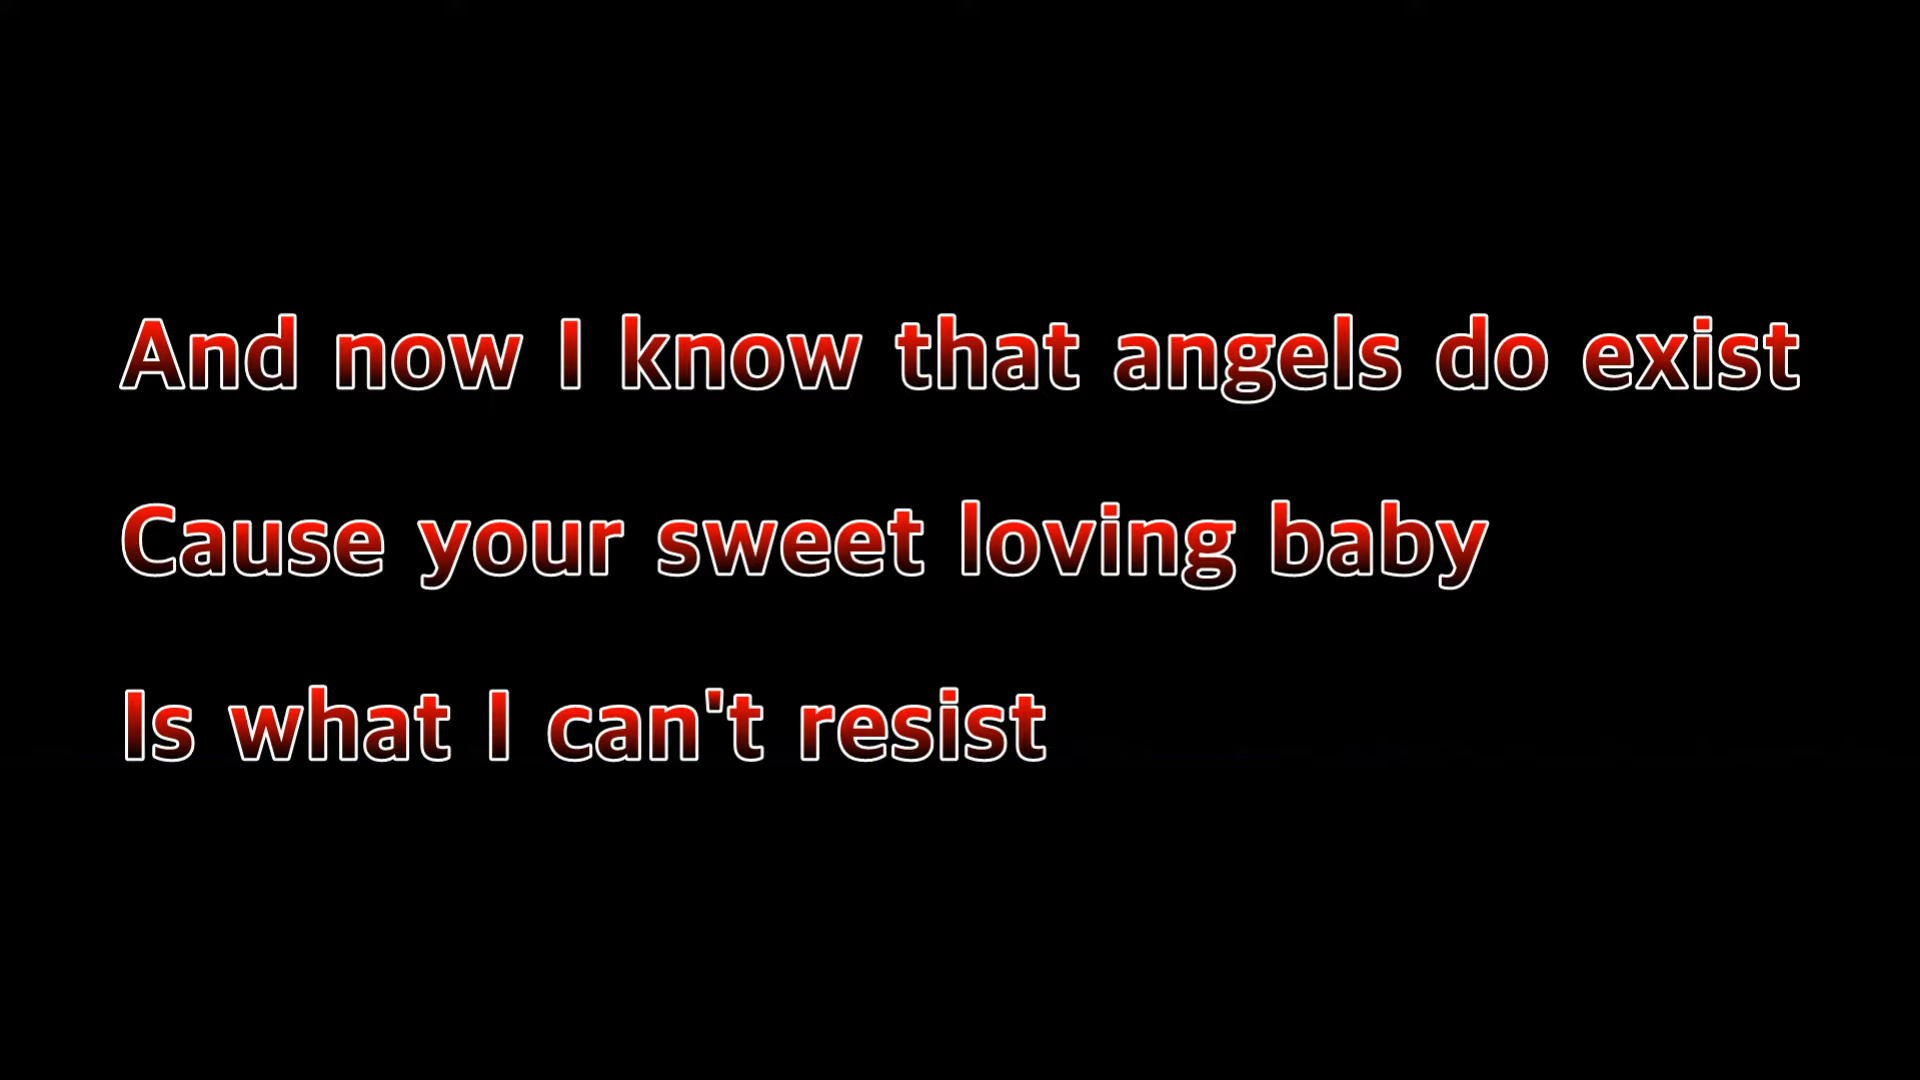 And now I know that angels do exist
Cause your sweet loving baby
Is what I can't resist